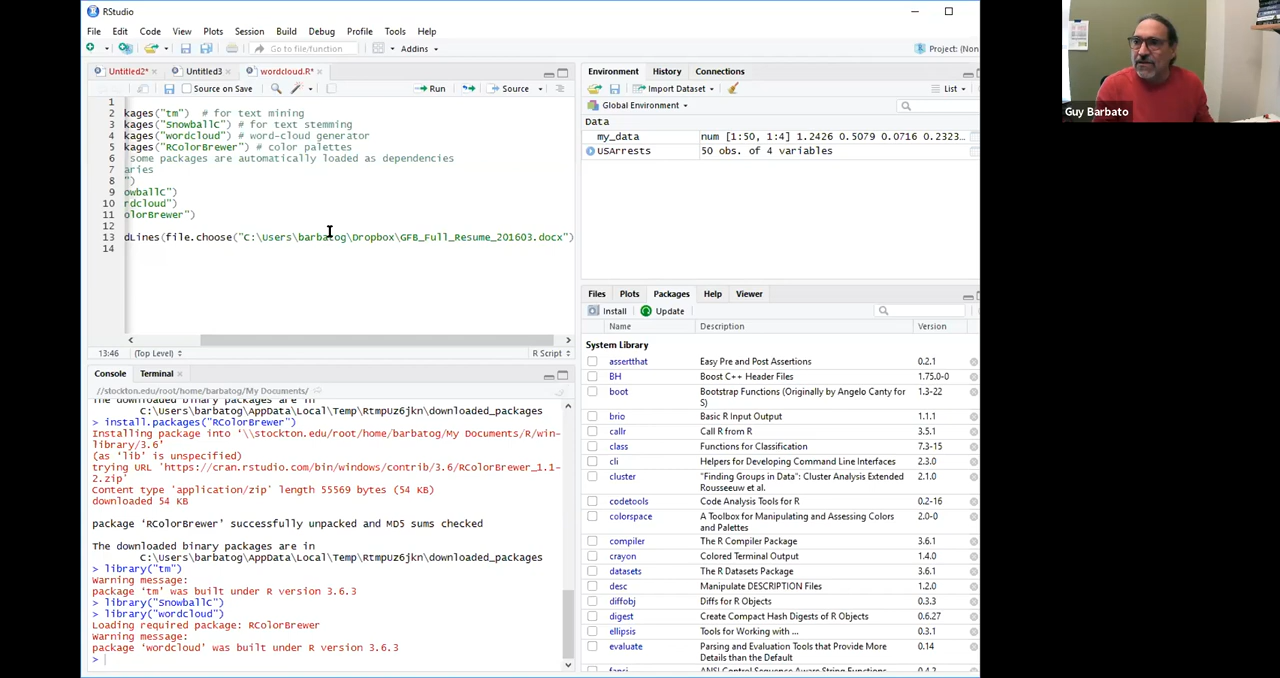 RStudio
File Edit Code View Plots Session Build Debug Profile Tools Help
Go to file/function Addins Project: (Non
Untitled2* Untitled3 wordcloud.R*
Source on Save Run Source
1
2 kages("tm") # for text mining
3 kages("SnowballC") # for text stemming
4 kages("wordcloud") # word-cloud generator
5 kages("RColorBrewer") # color palettes
6 some packages are automatically loaded as dependencies
7 aries
8 ")
9 owballC")
10 rdcloud")
11 olorBrewer")
12
13 dLines(file.choose("C:\Users\barbatog\Dropbox\GFB_Full_Resume_201603.docx")
14
13:46 (Top Level) R Script
Console Terminal
//stockton.edu/root/home/barbatog/My Documents/
The downloaded binary packages are in
C:\Users\barbatog\AppData\Local\Temp\RtmpUz6jkn\downloaded_packages
> install.packages("RColorBrewer")
Installing package into ‘\\stockton.edu/root/home/barbatog/My Documents/R/win-
library/3.6’
(as ‘lib’ is unspecified)
trying URL 'https://cran.rstudio.com/bin/windows/contrib/3.6/RColorBrewer_1.1-
2.zip'
Content type 'application/zip' length 55569 bytes (54 KB)
downloaded 54 KB
package ‘RColorBrewer’ successfully unpacked and MD5 sums checked
The downloaded binary packages are in
C:\Users\barbatog\AppData\Local\Temp\RtmpUz6jkn\downloaded_packages
> library("tm")
Warning message:
package ‘tm’ was built under R version 3.6.3
> library("SnowballC")
> library("wordcloud")
Loading required package: RColorBrewer
Warning message:
package ‘wordcloud’ was built under R version 3.6.3
>
Environment History Connections
Import Dataset List
Global Environment
Data
my_data num [1:50, 1:4] 1.2426 0.5079 0.0716 0.2323...
USArrests 50 obs. of 4 variables
Files Plots Packages Help Viewer
Install Update
Name Description Version
System Library
assertthat Easy Pre and Post Assertions 0.2.1
BH Boost C++ Header Files 1.75.0-0
boot Bootstrap Functions (Originally by Angelo Canty for 1.3-22
S)
brio Basic R Input Output 1.1.1
callr Call R from R 3.5.1
class Functions for Classification 7.3-15
cli Helpers for Developing Command Line Interfaces 2.3.0
cluster "Finding Groups in Data": Cluster Analysis Extended 2.1.0
Rousseeuw et al.
codetools Code Analysis Tools for R 0.2-16
colorspace A Toolbox for Manipulating and Assessing Colors 2.0-0
and Palettes
compiler The R Compiler Package 3.6.1
crayon Colored Terminal Output 1.4.0
datasets The R Datasets Package 3.6.1
desc Manipulate DESCRIPTION Files 1.2.0
diffobj Diffs for R Objects 0.3.3
digest Create Compact Hash Digests of R Objects 0.6.27
ellipsis Tools for Working with ... 0.3.1
evaluate Parsing and Evaluation Tools that Provide More 0.14
Details than the Default
fansi ANSI Control Sequence Aware String Functions 0.4.2
Guy Barbato